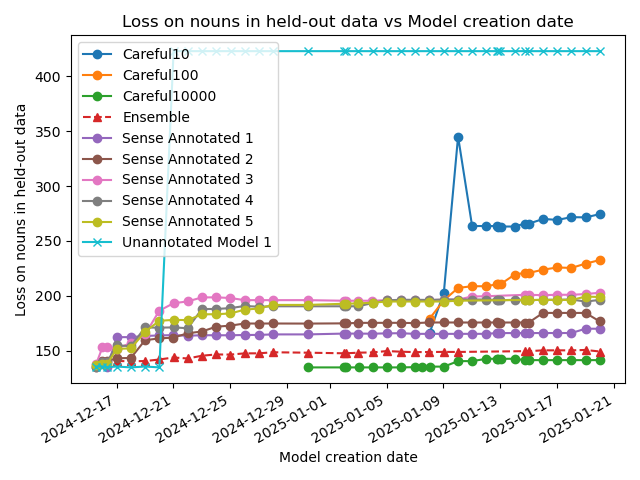 Loss on nouns in held-out data vs Model creation date
Careful10
Careful100
Careful10000
Ensemble
Sense Annotated 1
Sense Annotated 2
Sense Annotated 3
Sense Annotated 4
Sense Annotated 5
Unannotated Model 1
Loss on nouns in held-out data
400
350
300
250
200
150
2024-12-17
2024-12-21
2024-12-25
2024-12-29
2025-01-01
2025-01-05
2025-01-09
2025-01-13
2025-01-17
2025-01-21
Model creation date